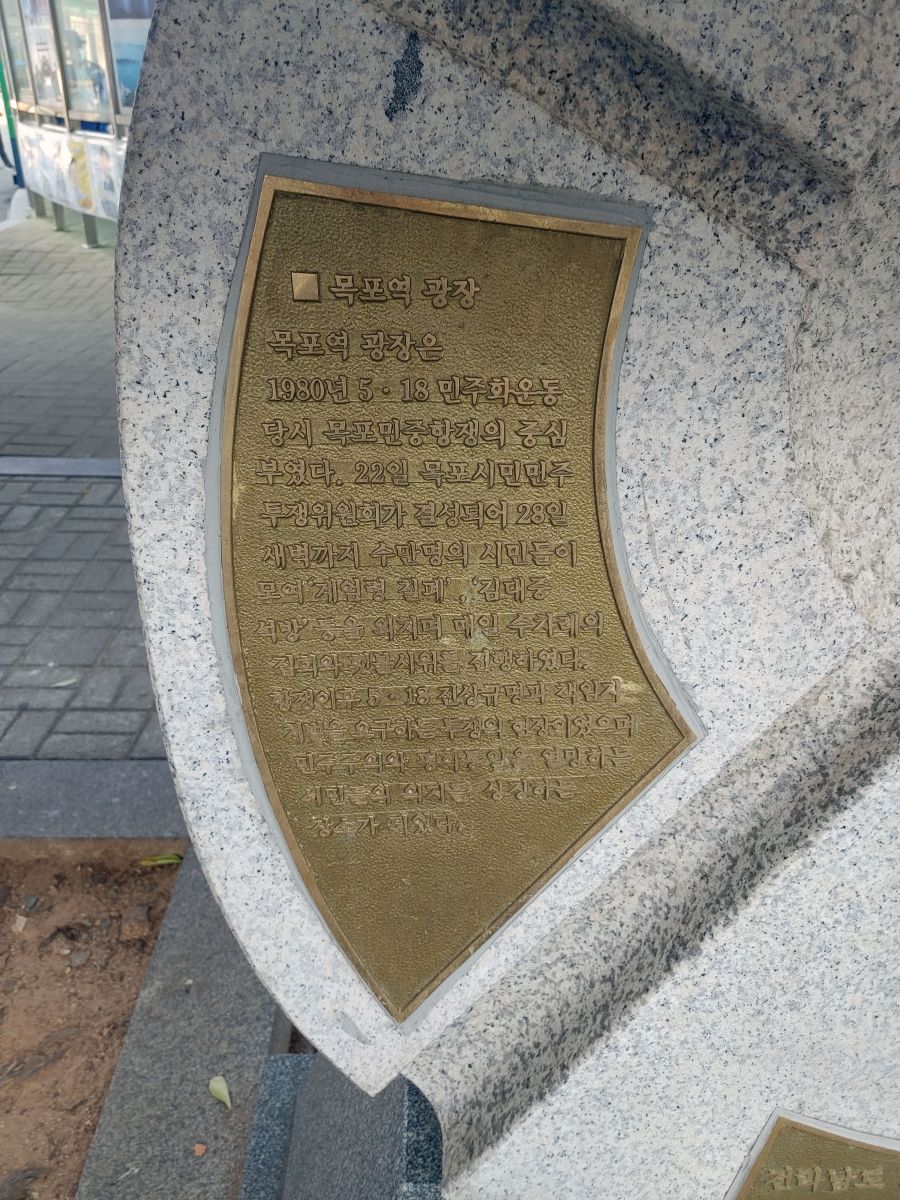 ■ 목포역 광장
목포역 광장은
1980년 5·18 민주화운동
당시 목포민중항쟁의 중심
부였다. 22일 목포시민민주
투쟁위원회가 결성되어 28일
새벽까지 수만명의 시민들이
모여 '계엄령 철폐', '김대중
석방' 등을 외치며 매일 수차례의
집회와 시위를 진행하였다.
항쟁이후 5·18 진상규명과 책임자
처벌을 요구하는 투쟁의 현장이었으며
민주주의와 평화통일을 열망하는
시민들의 의지를 상징하는
장소가 되었다.
전라남도